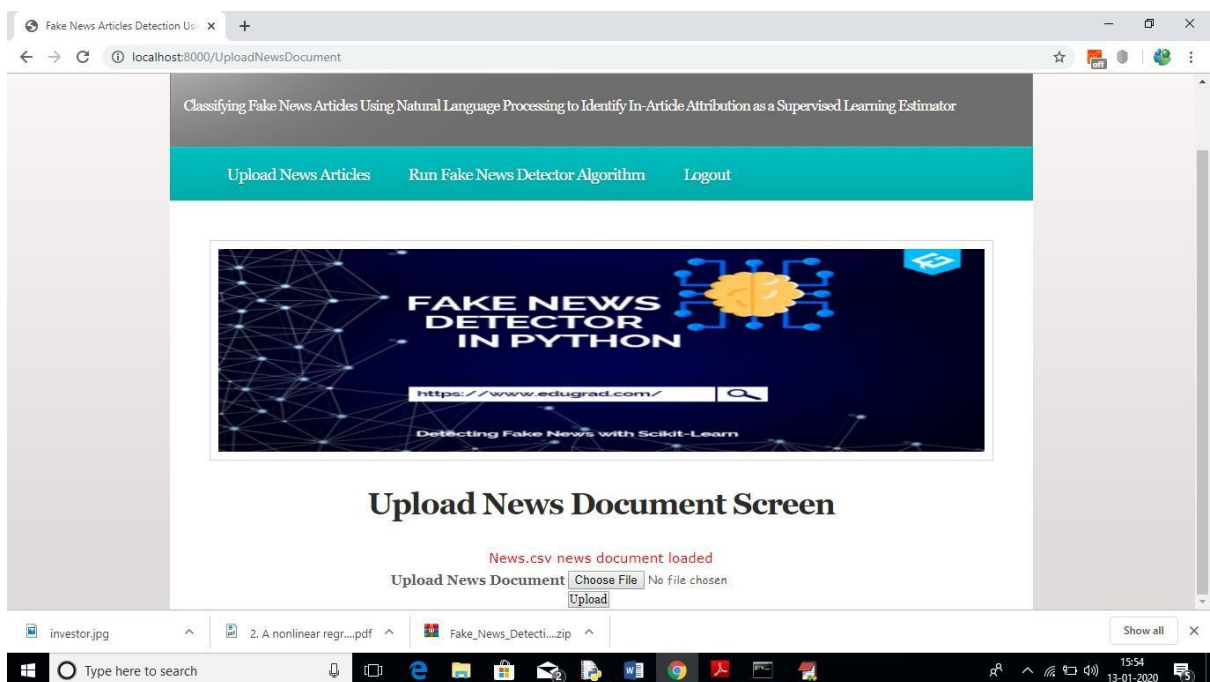 Fake News Articles Detection Us
localhost:8000/UploadNewsDocument
off
Classifying Fake News Articles Using Natural Language Processing to Identify In-Article Attribution as a Supervised Learning Estimator
Upload News Articles Run Fake News Detector Algorithm Logout
FAKE NEWS
DETECTOR
IN PYTHON
https://www.edugrad.com/
Detecting Fake News with Scikit-Learn
Upload News Document Screen
News.csv news document loaded
Upload News Document Choose File No file chosen
Upload
investor.jpg 2. A nonlinear regr....pdf Fake_News_Detecti....zip Show all
Type here to search 2 15:54
13-01-2020 5